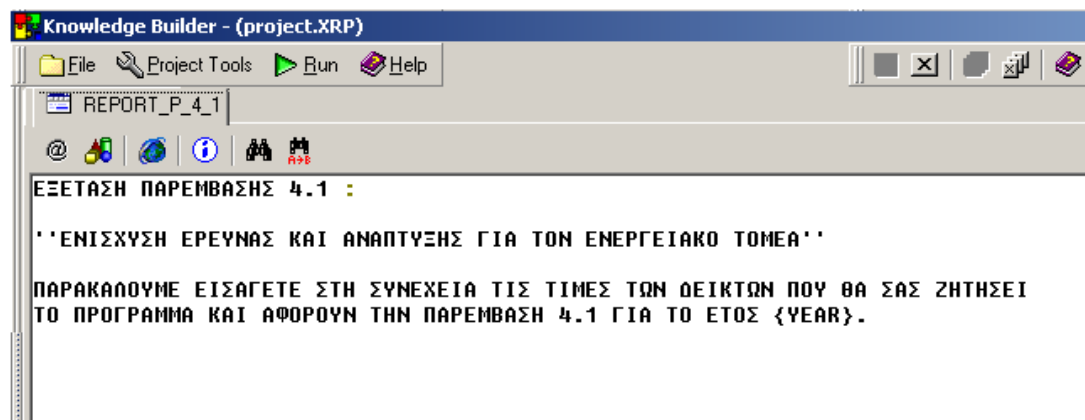 Knowledge Builder - (project.XRP)
File Project Tools Run Help
REPORT_P_4_1
@ A→B
ΕΞΕΤΑΣΗ ΠΑΡΕΜΒΑΣΗΣ 4.1 :
''ΕΝΙΣΧΥΣΗ ΕΡΕΥΝΑΣ ΚΑΙ ΑΝΑΠΤΥΞΗΣ ΓΙΑ ΤΟΝ ΕΝΕΡΓΕΙΑΚΟ ΤΟΜΕΑ''
ΠΑΡΑΚΑΛΟΥΜΕ ΕΙΣΑΓΕΤΕ ΣΤΗ ΣΥΝΕΧΕΙΑ ΤΙΣ ΤΙΜΕΣ ΤΩΝ ΔΕΙΚΤΩΝ ΠΟΥ ΘΑ ΣΑΣ ΖΗΤΗΣΕΙ
ΤΟ ΠΡΟΓΡΑΜΜΑ ΚΑΙ ΑΦΟΡΟΥΝ ΤΗΝ ΠΑΡΕΜΒΑΣΗ 4.1 ΓΙΑ ΤΟ ΕΤΟΣ {YEAR}.